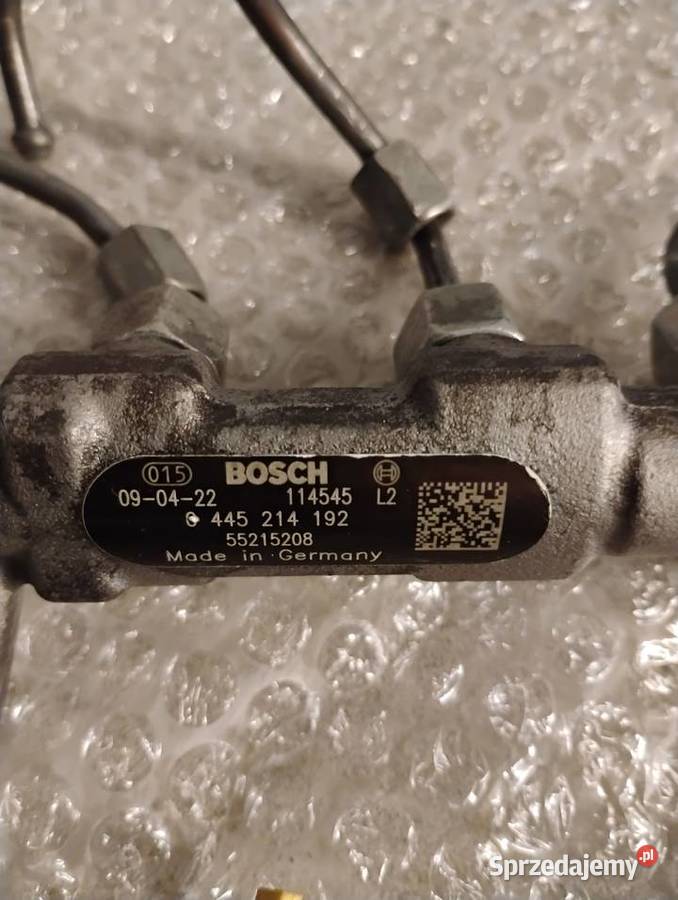 015 BOSCH
09-04-22 114545 L2
0 445 214 192
55215208
Made in Germany
Sprzedajemy.pl